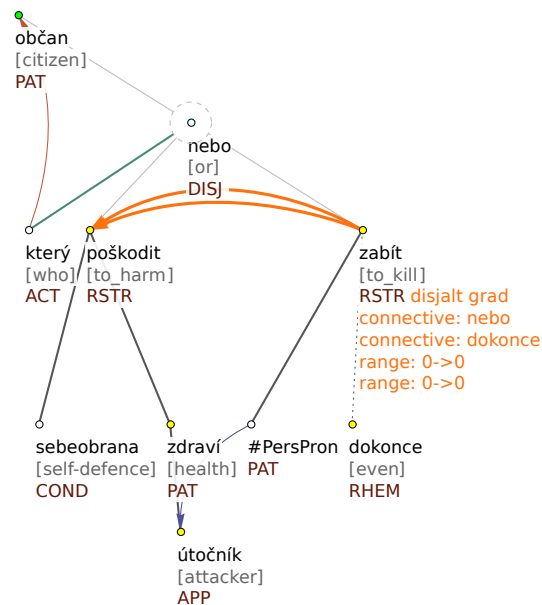 občan
[citizen]
PAT
nebo
[or]
DISJ
který
[who]
ACT
poškodit
[to_harm]
RSTR
zabít
[to_kill]
RSTR disjalt grad
connective: nebo
connective: dokonce
range: 0->0
range: 0->0
sebeobrana
[self-defence]
COND
zdraví
[health]
PAT
#PersPron
PAT
dokonce
[even]
RHEM
útočník
[attacker]
APP